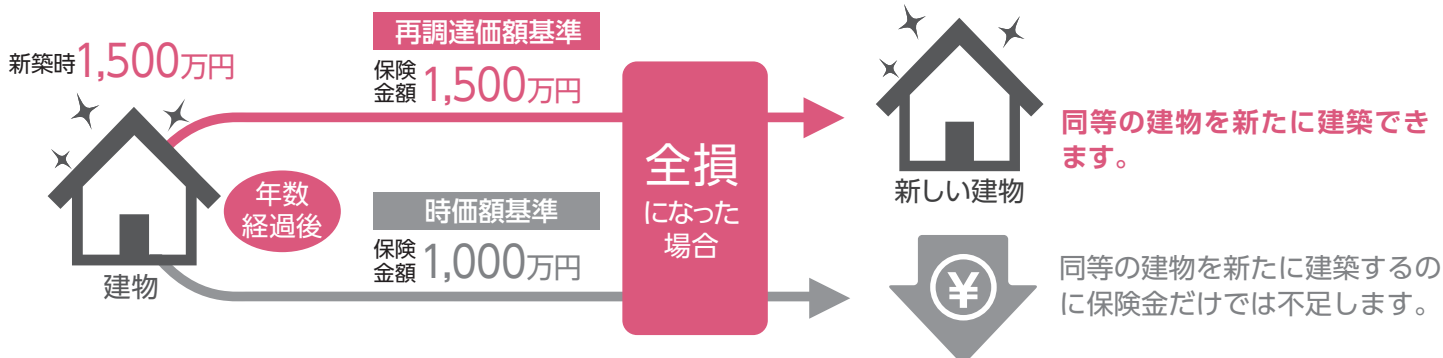 新築時1,500万円
建物
年数
経過後
再調達価額基準
保険
金額 1,500万円
時価額基準
保険
金額 1,000万円
全損
になった
場合
新しい建物
同等の建物を新たに建築でき
ます。
¥
同等の建物を新たに建築するの
に保険金だけでは不足します。